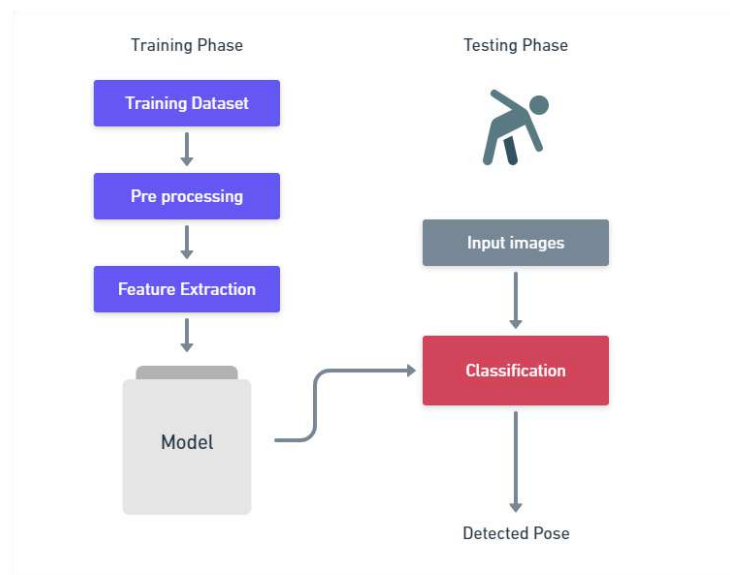 Training Phase
Training Dataset
Pre processing
Feature Extraction
Model
Testing Phase
Input images
Classification
Detected Pose